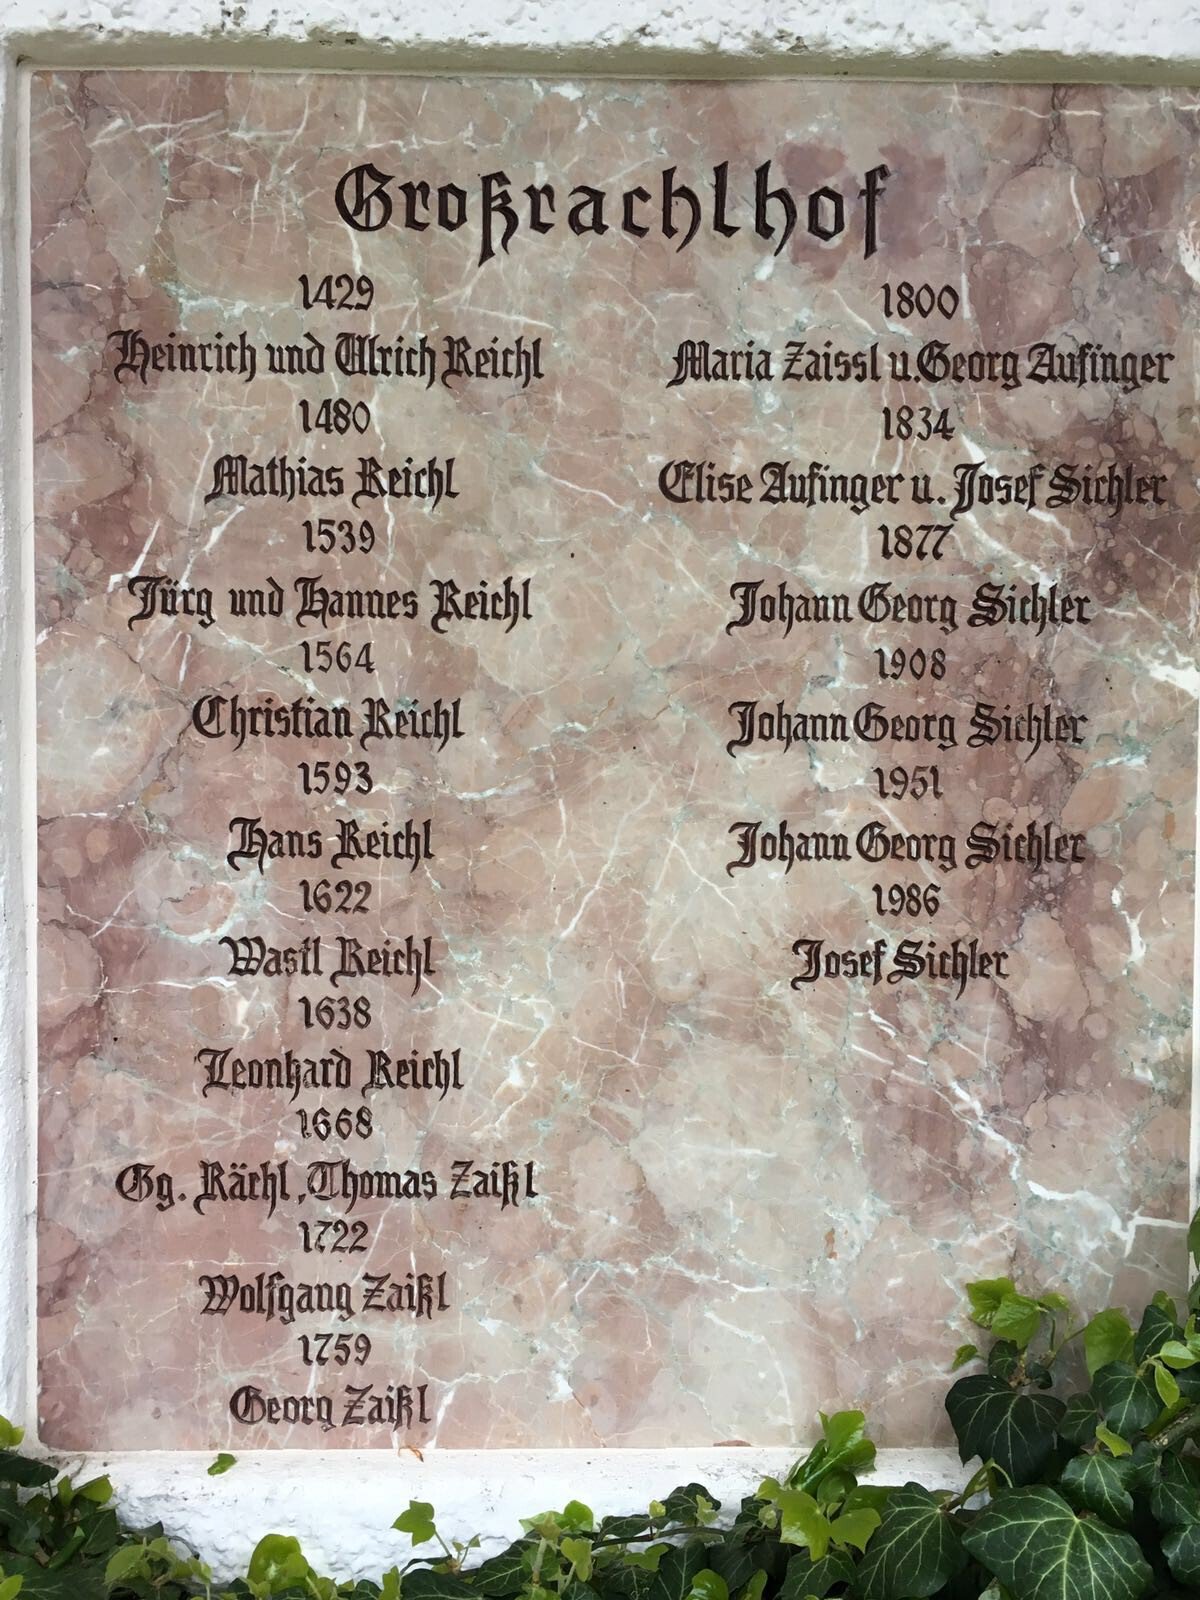 Großrachlhof
1429
Heinrich und Ulrich Reichl
1480
Mathias Reichl
1539
Jürg und Hannes Reichl
1564
Christian Reichl
1593
Hans Reichl
1622
Wastl Reichl
1638
Leonhard Reichl
1668
Gg. Rächl, Thomas Zaißl
1722
Wolfgang Zaißl
1759
Georg Zaißl
1800
Maria Zaissl u. Georg Aufinger
1834
Elise Aufinger u. Josef Sichler
1877
Johann Georg Sichler
1908
Johann Georg Sichler
1951
Johann Georg Sichler
1986
Josef Sichler